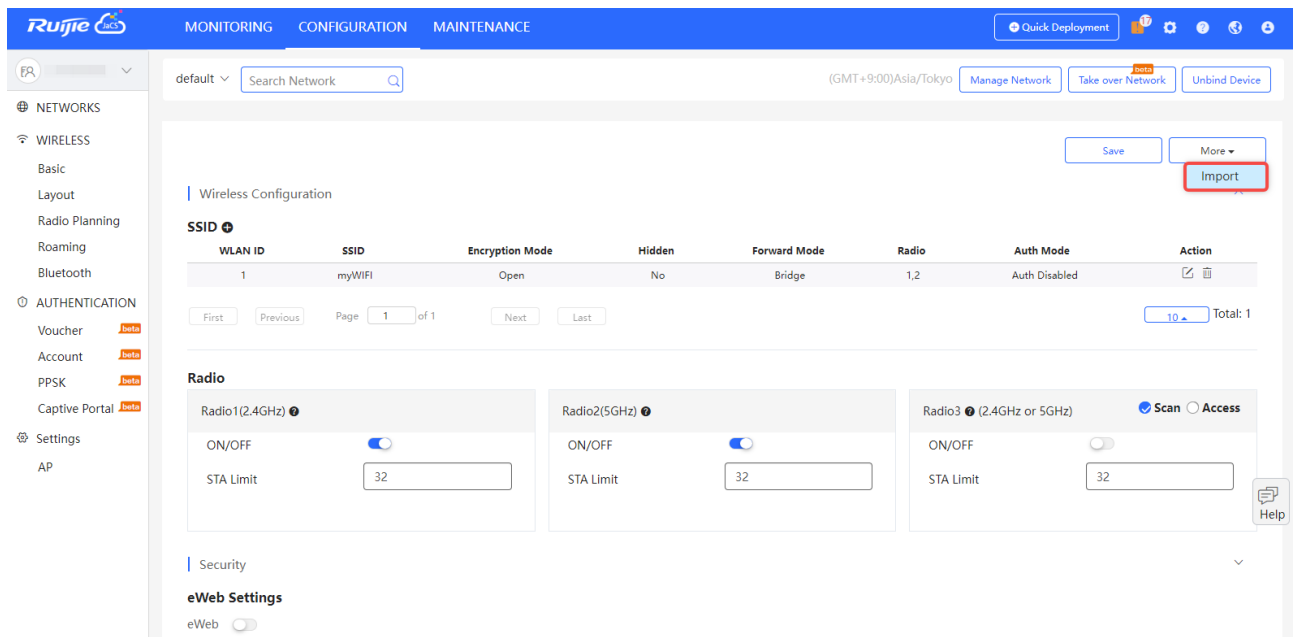 Ruijie JaCS MONITORING CONFIGURATION MAINTENANCE Quick Deployment 17
default Search Network (GMT+9:00)Asia/Tokyo Manage Network Take over Network beta Unbind Device
NETWORKS
WIRELESS
Basic
Layout
Radio Planning
Roaming
Bluetooth
AUTHENTICATION
Voucher beta
Account beta
PPSK beta
Captive Portal beta
Settings
AP
Save More
Import
Wireless Configuration
SSID
WLAN ID SSID Encryption Mode Hidden Forward Mode Radio Auth Mode Action
1 myWIFI Open No Bridge 1,2 Auth Disabled
First Previous Page 1 of 1 Next Last 10 Total: 1
Radio
Radio1(2.4GHz) Radio2(5GHz) Radio3 (2.4GHz or 5GHz) Scan Access
ON/OFF ON/OFF ON/OFF
STA Limit 32 STA Limit 32 STA Limit 32
Help
Security
eWeb Settings
eWeb